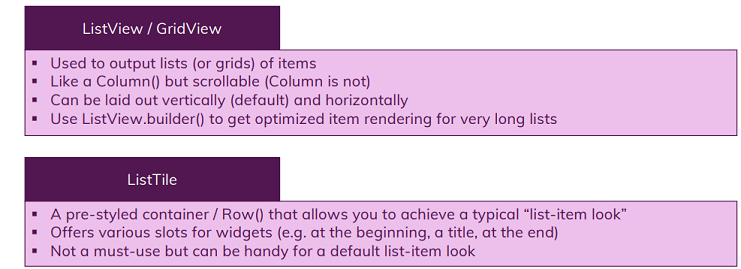 ListView / GridView
▪ Used to output lists (or grids) of items
▪ Like a Column() but scrollable (Column is not)
▪ Can be laid out vertically (default) and horizontally
▪ Use ListView.builder() to get optimized item rendering for very long lists
ListTile
▪ A pre-styled container / Row() that allows you to achieve a typical “list-item look”
▪ Offers various slots for widgets (e.g. at the beginning, a title, at the end)
▪ Not a must-use but can be handy for a default list-item look